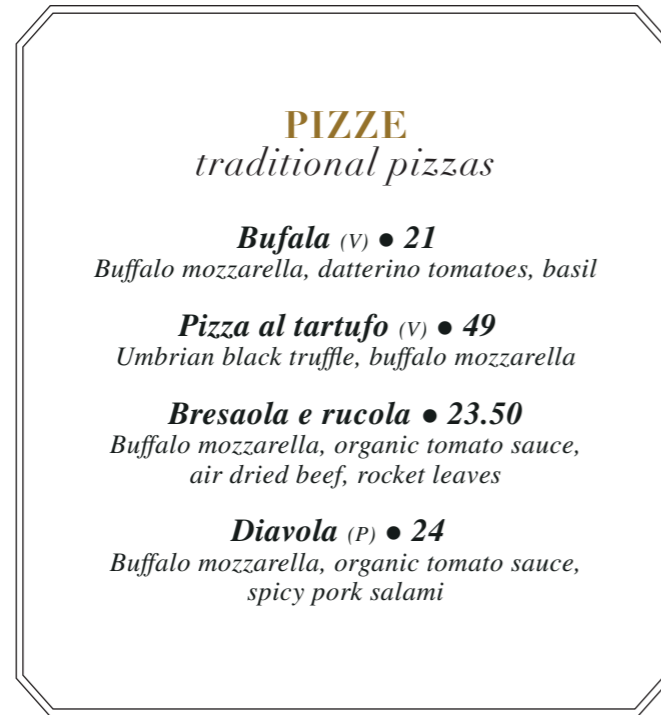 PIZZE
traditional pizzas
Bufala (V) ● 21
Buffalo mozzarella, datterino tomatoes, basil
Pizza al tartufo (V) ● 49
Umbrian black truffle, buffalo mozzarella
Bresaola e rucola ● 23.50
Buffalo mozzarella, organic tomato sauce,
air dried beef, rocket leaves
Diavola (P) ● 24
Buffalo mozzarella, organic tomato sauce,
spicy pork salami